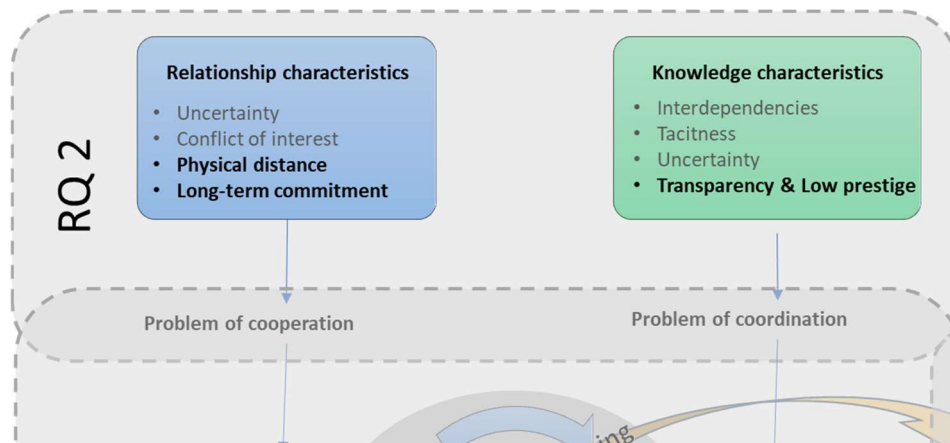 RQ 2
Relationship characteristics
• Uncertainty
• Conflict of interest
• Physical distance
• Long-term commitment
Knowledge characteristics
• Interdependencies
• Tacitness
• Uncertainty
• Transparency & Low prestige
Problem of cooperation
Problem of coordination